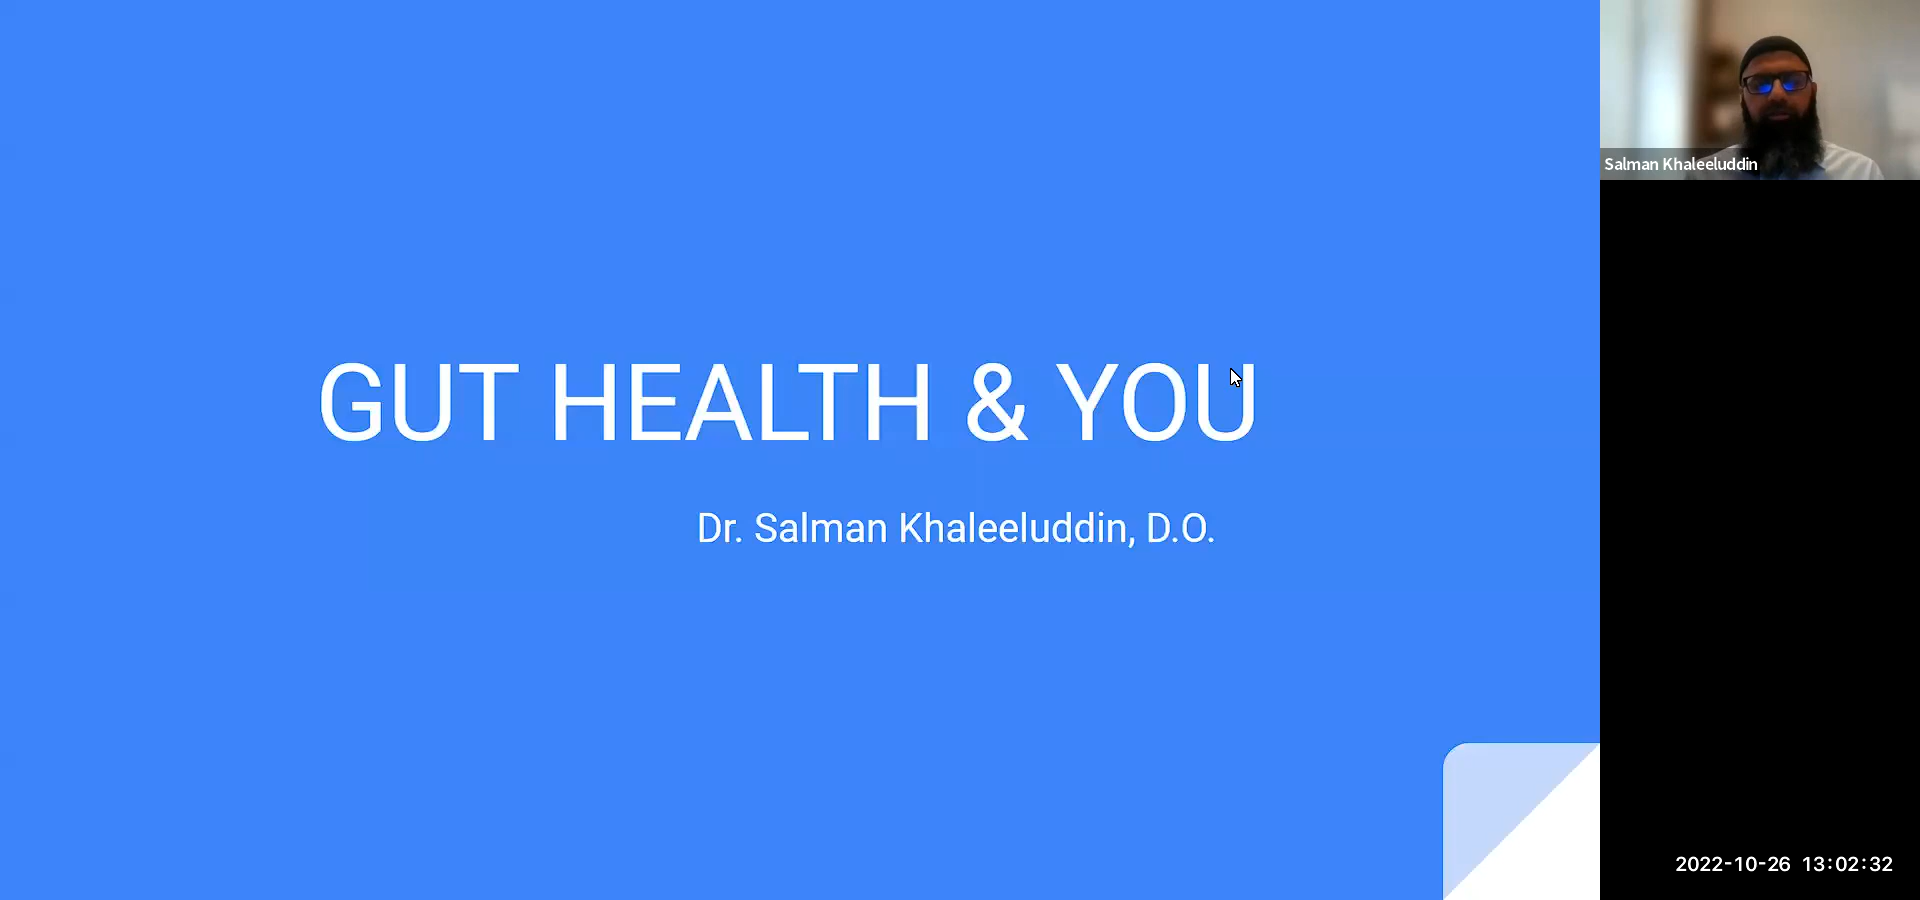 GUT HEALTH & YOU
Dr. Salman Khaleeluddin, D.O.
Salman Khaleeluddin
2022-10-26 13:02:32